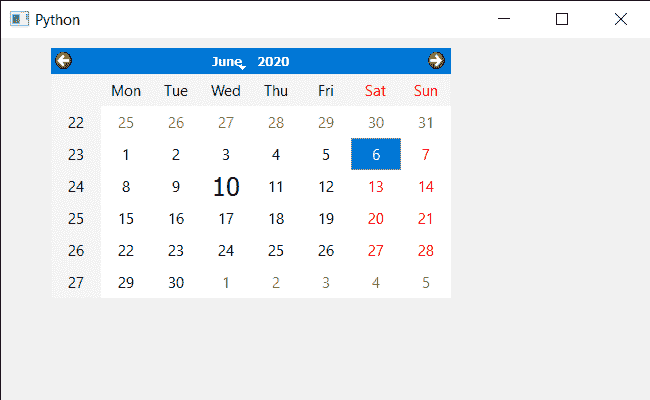 Python
June 2020
Mon Tue Wed Thu Fri Sat Sun
22 25 26 27 28 29 30 31
23 1 2 3 4 5 6 7
24 8 9 10 11 12 13 14
25 15 16 17 18 19 20 21
26 22 23 24 25 26 27 28
27 29 30 1 2 3 4 5